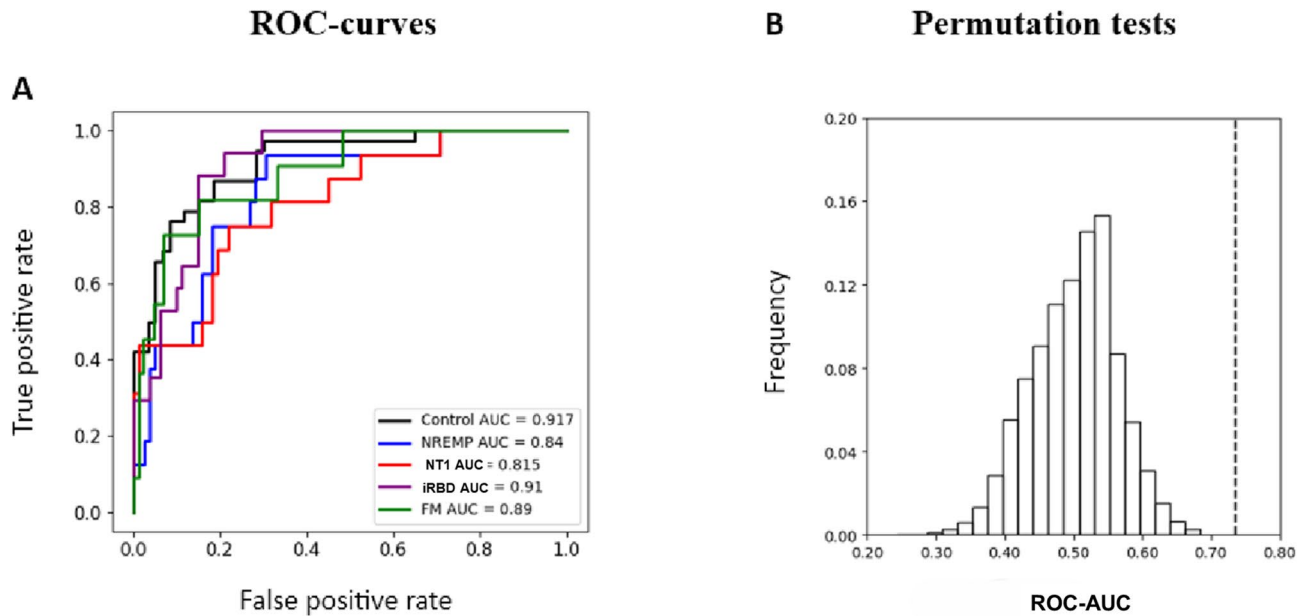 ROC-curves
B Permutation tests
A
1.0
0.8
0.6
0.4
0.2
0.0
True positive rate
0.0 0.2 0.4 0.6 0.8 1.0
False positive rate
Control AUC = 0.917
NREMP AUC = 0.84
NT1 AUC = 0.815
iRBD AUC = 0.91
FM AUC = 0.89
0.20
0.16
0.12
0.08
0.04
0.00
Frequency
0.20 0.30 0.40 0.50 0.60 0.70 0.80
ROC-AUC